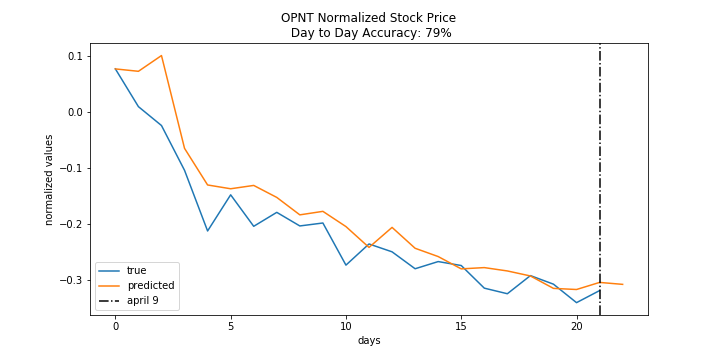 OPNT Normalized Stock Price
Day to Day Accuracy: 79%
0.1
0.0
−0.1
−0.2
−0.3
normalized values
true
predicted
april 9
0 5 10 15 20
days